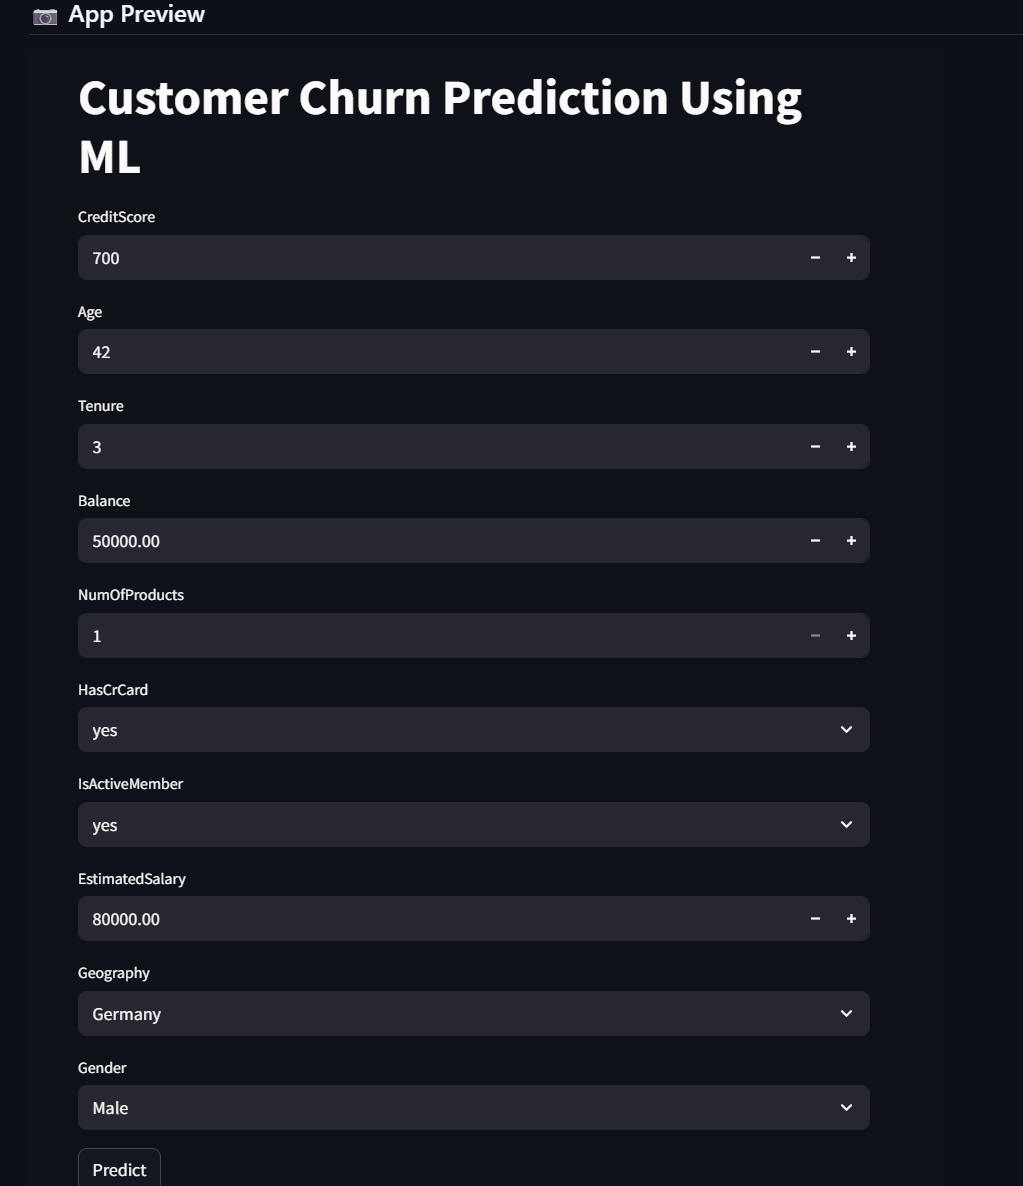 App Preview
Customer Churn Prediction Using
ML
CreditScore
700
Age
42
Tenure
3
Balance
50000.00
NumOfProducts
1
HasCrCard
yes
IsActiveMember
yes
EstimatedSalary
80000.00
Geography
Germany
Gender
Male
Predict